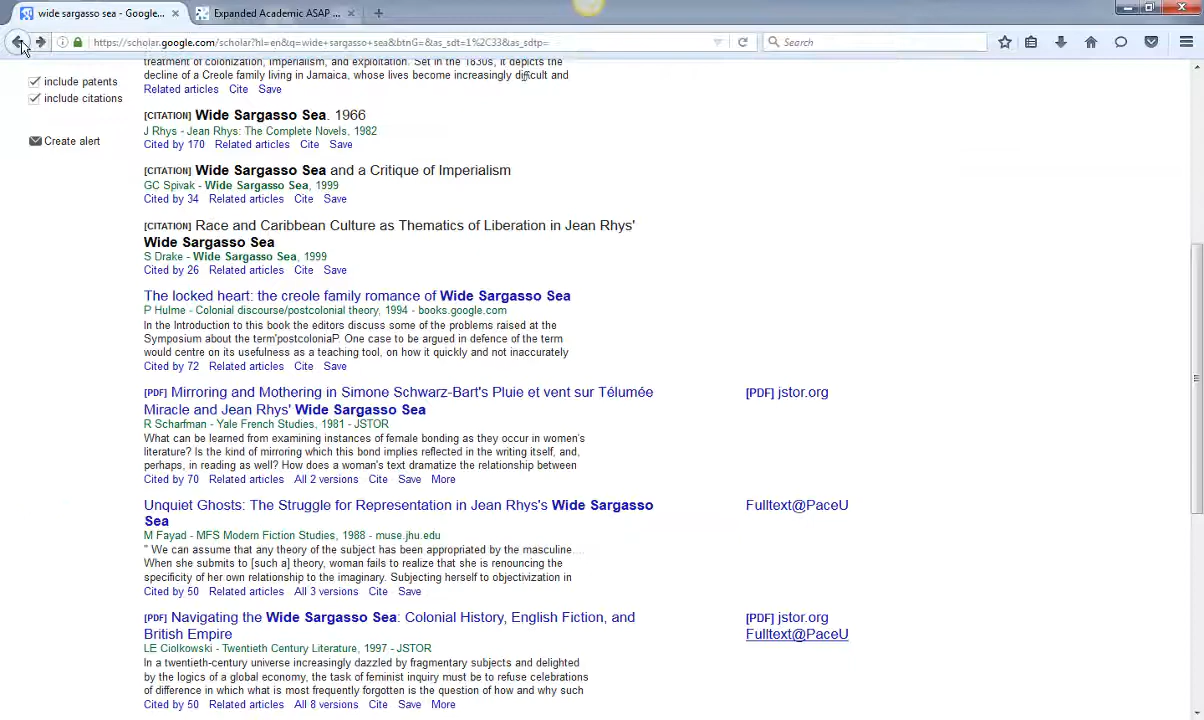 wide sargasso sea - Google...
Expanded Academic ASAP ...
https://scholar.google.com/scholar?hl=en&q=wide+sargasso+sea&btnG=&as_sdt=1%2C33&as_sdtp=
Search
include patents
include citations
Create alert
treatment of colonization, imperialism, and exploitation. Set in the 1830s, it depicts the
decline of a Creole family living in Jamaica, whose lives become increasingly difficult and
Related articles Cite Save
[CITATION] Wide Sargasso Sea. 1966
J Rhys - Jean Rhys: The Complete Novels, 1982
Cited by 170 Related articles Cite Save
[CITATION] Wide Sargasso Sea and a Critique of Imperialism
GC Spivak - Wide Sargasso Sea, 1999
Cited by 34 Related articles Cite Save
[CITATION] Race and Caribbean Culture as Thematics of Liberation in Jean Rhys'
Wide Sargasso Sea
S Drake - Wide Sargasso Sea, 1999
Cited by 26 Related articles Cite Save
The locked heart: the creole family romance of Wide Sargasso Sea
P Hulme - Colonial discourse/postcolonial theory, 1994 - books.google.com
In the Introduction to this book the editors discuss some of the problems raised at the
Symposium about the term'postcoloniaP. One case to be argued in defence of the term
would centre on its usefulness as a teaching tool, on how it quickly and not inaccurately
Cited by 72 Related articles Cite Save
[PDF] Mirroring and Mothering in Simone Schwarz-Bart's Pluie et vent sur Télumée
Miracle and Jean Rhys' Wide Sargasso Sea
[PDF] jstor.org
R Scharfman - Yale French Studies, 1981 - JSTOR
What can be learned from examining instances of female bonding as they occur in women's
literature? Is the kind of mirroring which this bond implies reflected in the writing itself, and,
perhaps, in reading as well? How does a woman's text dramatize the relationship between
Cited by 70 Related articles All 2 versions Cite Save More
Unquiet Ghosts: The Struggle for Representation in Jean Rhys's Wide Sargasso
Sea
Fulltext@PaceU
M Fayad - MFS Modern Fiction Studies, 1988 - muse.jhu.edu
" We can assume that any theory of the subject has been appropriated by the masculine....
When she submits to [such a] theory, woman fails to realize that she is renouncing the
specificity of her own relationship to the imaginary. Subjecting herself to objectivization in
Cited by 50 Related articles All 3 versions Cite Save
[PDF] Navigating the Wide Sargasso Sea: Colonial History, English Fiction, and
British Empire
[PDF] jstor.org
Fulltext@PaceU
LE Ciolkowski - Twentieth Century Literature, 1997 - JSTOR
In a twentieth-century universe increasingly dazzled by fragmentary subjects and delighted
by the logics of a global economy, the task of feminist inquiry must be to refuse celebrations
of difference in which what is most frequently forgotten is the question of how and why such
Cited by 50 Related articles All 8 versions Cite Save More